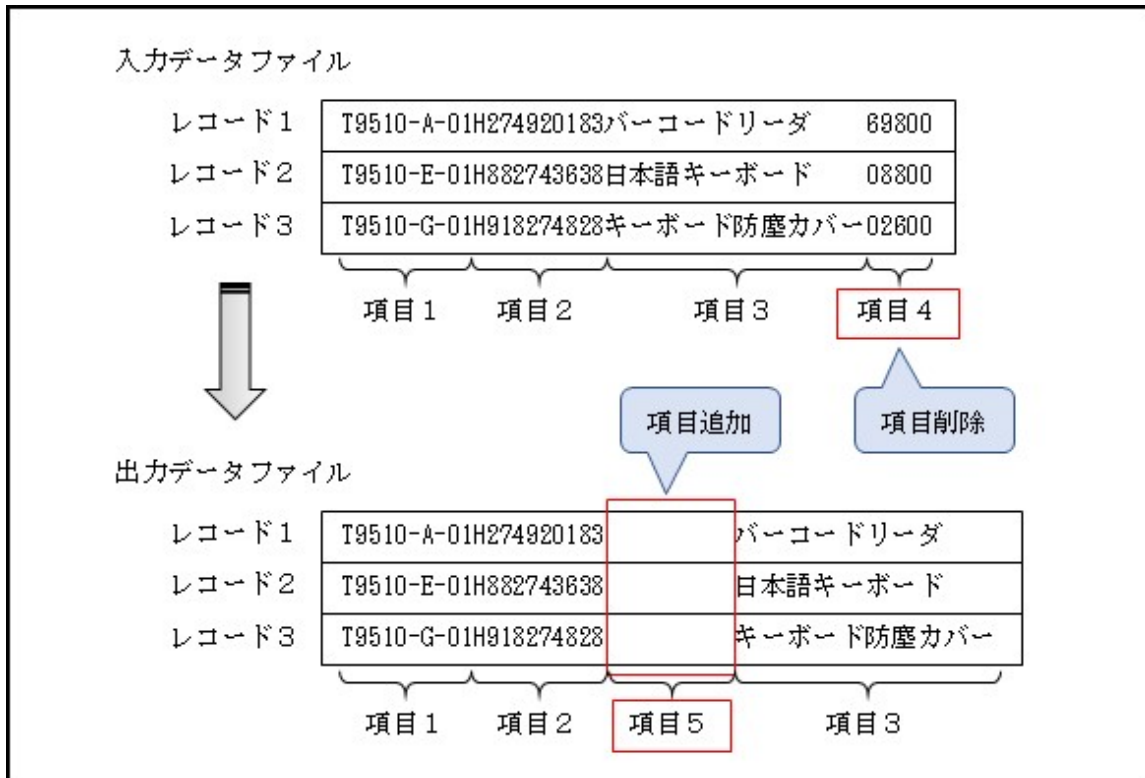 入力データファイル
レコード１ T9510-A-01H274920183バーコードリーダ 69800
レコード２ T9510-E-01H882743638日本語キーボード 08800
レコード３ T9510-G-01H918274828キーボード防塵カバー02600
項目１ 項目２ 項目３ 項目４
項目追加 項目削除
出力データファイル
レコード１ T9510-A-01H274920183 バーコードリーダ
レコード２ T9510-E-01H882743638 日本語キーボード
レコード３ T9510-G-01H918274828 キーボード防塵カバー
項目１ 項目２ 項目５ 項目３